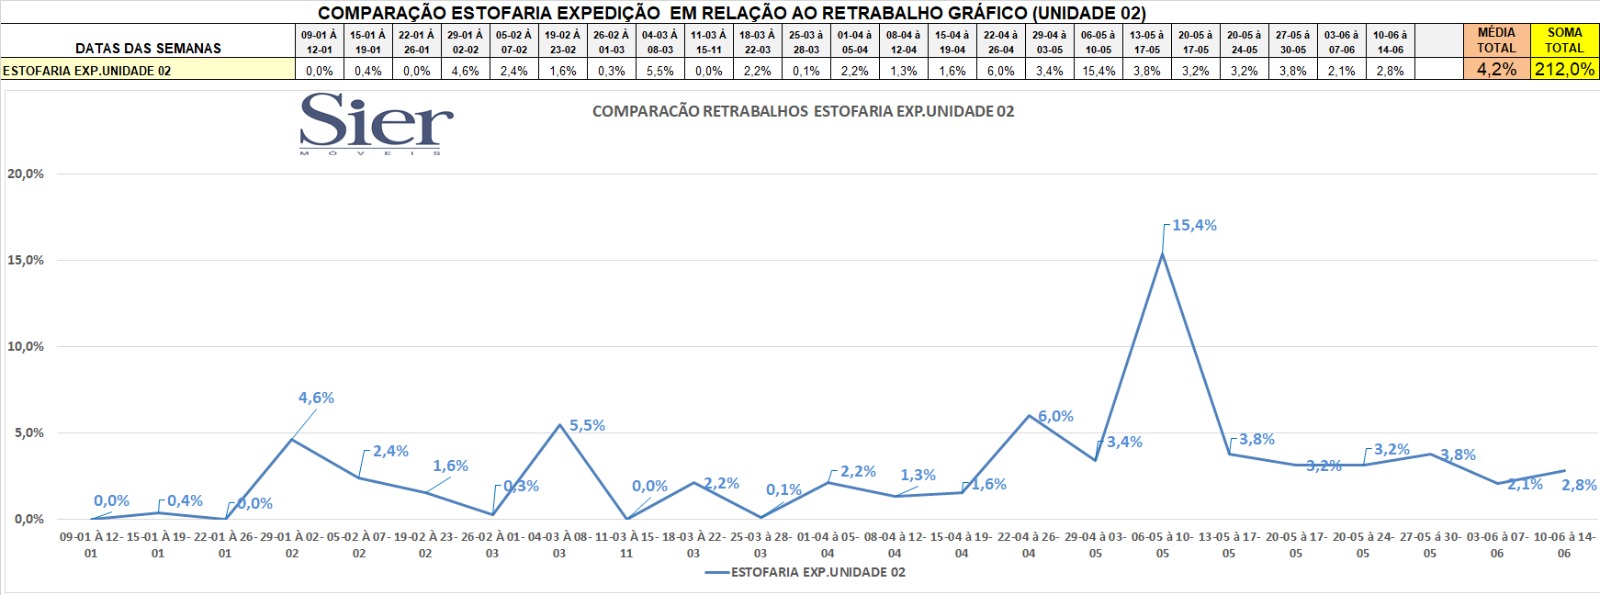 COMPARAÇÃO ESTOFARIA EXPEDIÇÃO  EM RELAÇÃO AO RETRABALHO GRÁFICO (UNIDADE 02)
DATAS DAS SEMANAS 09-01 À 12-01 15-01 À 19-01 22-01 À 26-01 29-01 À 02-02 05-02 À 07-02 19-02 À 23-02 26-02 À 01-03 04-03 À 08-03 11-03 À 15-11 18-03 À 22-03 25-03 à 28-03 01-04 à 05-04 08-04 à 12-04 15-04 à 19-04 22-04 à 26-04 29-04 à 03-05 06-05 à 10-05 13-05 à 17-05 20-05 à 17-05 20-05 à 24-05 27-05 à 30-05 03-06 à 07-06 10-06 à 14-06 MÉDIA TOTAL SOMA TOTAL
ESTOFARIA EXP.UNIDADE 02 0,0% 0,4% 0,0% 4,6% 2,4% 1,6% 0,3% 5,5% 0,0% 2,2% 0,1% 2,2% 1,3% 1,6% 6,0% 3,4% 15,4% 3,8% 3,2% 3,2% 3,8% 2,1% 2,8% 4,2% 212,0%
Sier
MÓVEIS
COMPARACÃO RETRABALHOS ESTOFARIA EXP.UNIDADE 02
20,0%
15,0%
10,0%
5,0%
0,0%
0,0% 0,4% 0,0% 4,6% 2,4% 1,6% 0,3% 5,5% 0,0% 2,2% 0,1% 2,2% 1,3% 1,6% 6,0% 3,4% 15,4% 3,8% 3,2% 3,2% 3,8% 2,1% 2,8%
09-01 À 12- 15-01 À 19- 22-01 À 26- 29-01 À 02- 05-02 À 07- 19-02 À 23- 26-02 À 01- 04-03 À 08- 11-03 À 15- 18-03 À 22- 25-03 à 28- 01-04 à 05- 08-04 à 12- 15-04 à 19- 22-04 à 26- 29-04 à 03- 06-05 à 10- 13-05 à 17- 20-05 à 17- 20-05 à 24- 27-05 á 30- 03-06 à 07- 10-06 à 14-
01 01 01 02 02 02 03 03 11 03 03 04 04 04 04 05 05 05 05 05 05 06 06
ESTOFARIA EXP.UNIDADE 02